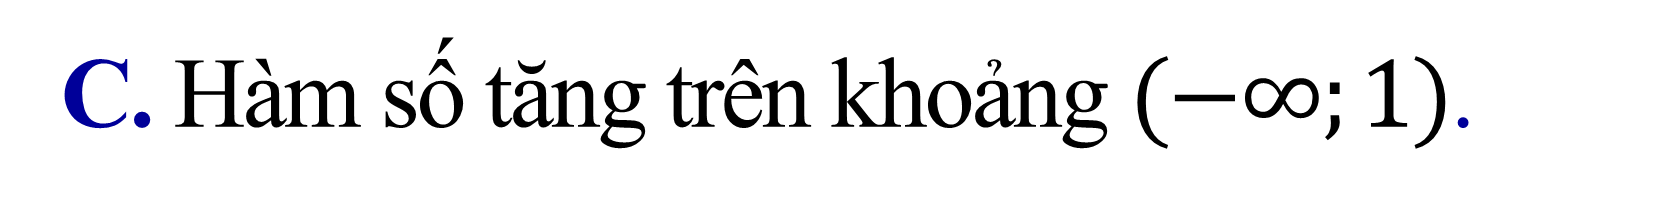 C. Hàm số tăng trên khoảng (−∞; 1).